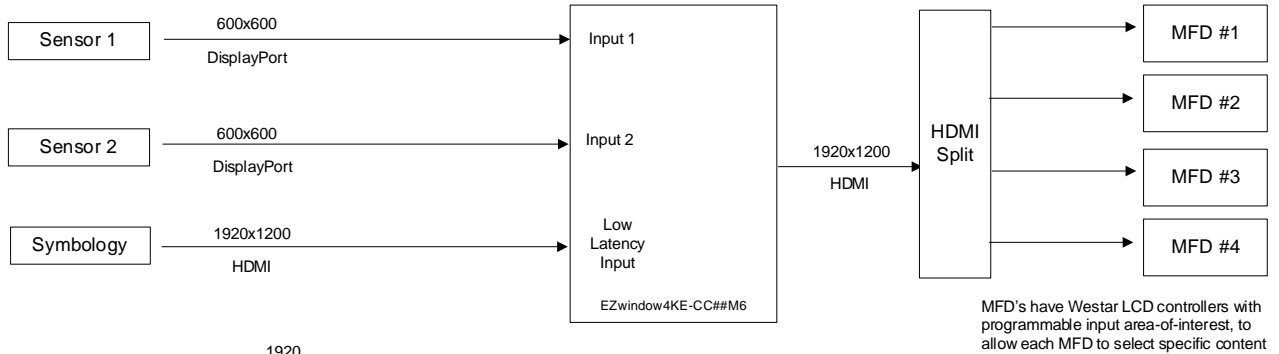 Sensor 1
600x600
DisplayPort
Input 1
Sensor 2
600x600
DisplayPort
Input 2
Symbology
1920x1200
HDMI
Low
Latency
Input
EZwindow4KE-CC##M6
1920x1200
HDMI
HDMI
Split
MFD #1
MFD #2
MFD #3
MFD #4
MFD's have Westar LCD controllers with
programmable input area-of-interest, to
allow each MFD to select specific content
1920